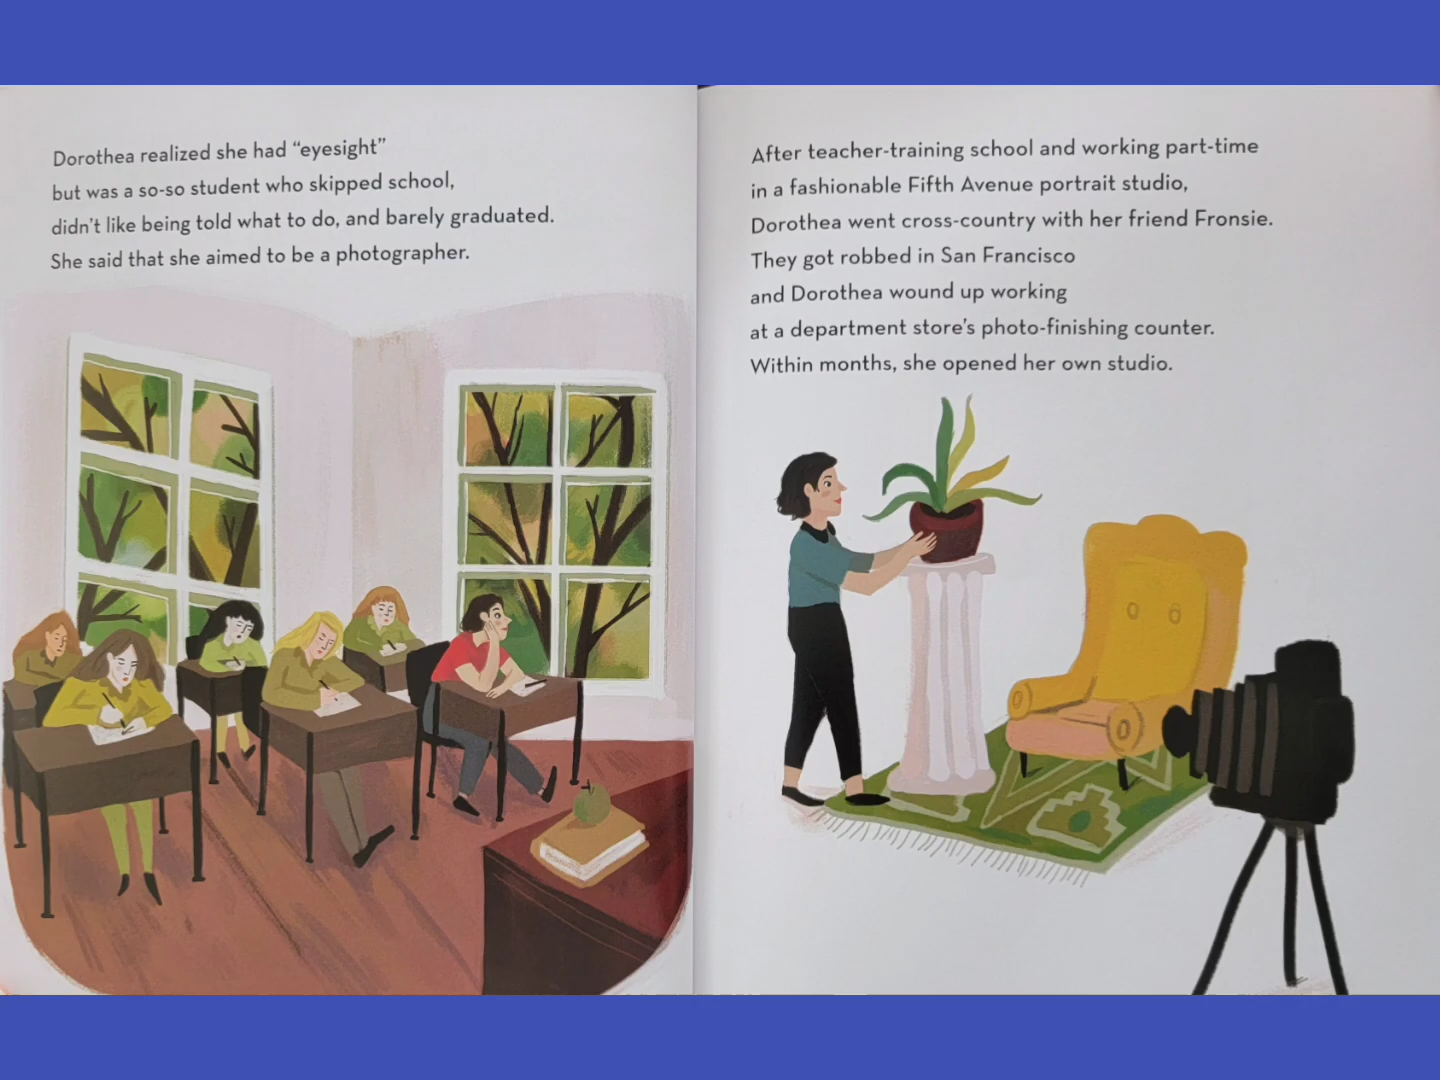 Dorothea realized she had “eyesight”
but was a so-so student who skipped school,
didn’t like being told what to do, and barely graduated.
She said that she aimed to be a photographer.
After teacher-training school and working part-time
in a fashionable Fifth Avenue portrait studio,
Dorothea went cross-country with her friend Fronsie.
They got robbed in San Francisco
and Dorothea wound up working
at a department store’s photo-finishing counter.
Within months, she opened her own studio.